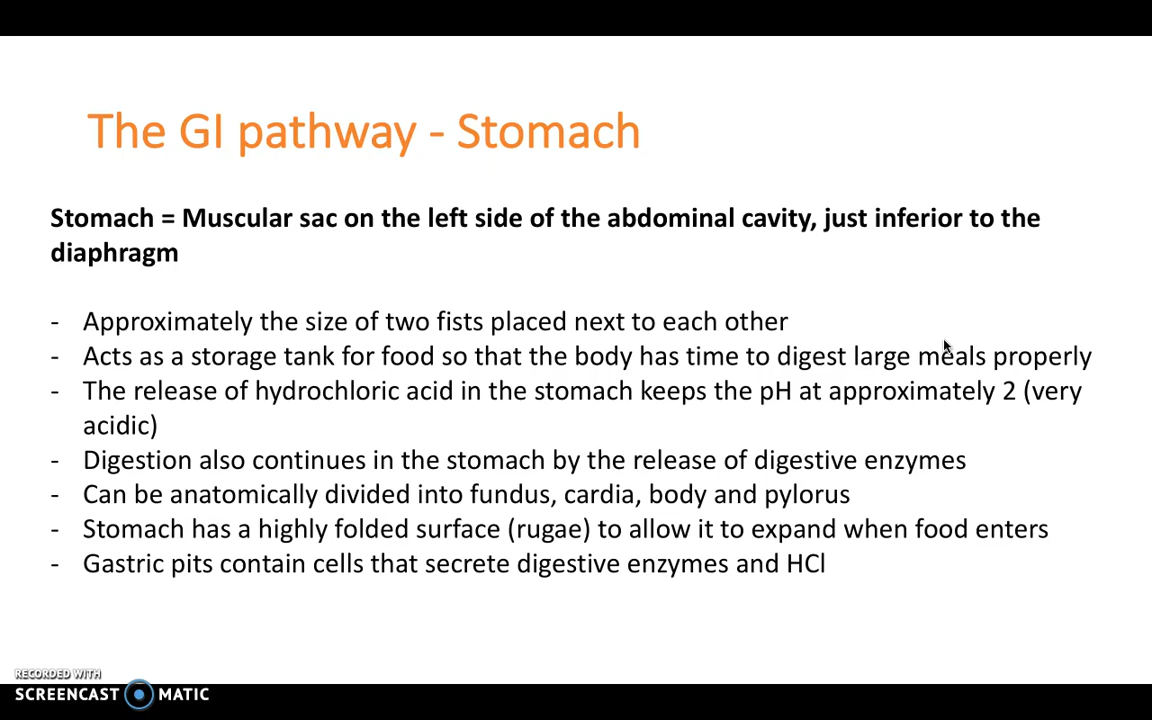 The GI pathway - Stomach
Stomach = Muscular sac on the left side of the abdominal cavity, just inferior to the
diaphragm
- Approximately the size of two fists placed next to each other
- Acts as a storage tank for food so that the body has time to digest large meals properly
- The release of hydrochloric acid in the stomach keeps the pH at approximately 2 (very
acidic)
- Digestion also continues in the stomach by the release of digestive enzymes
- Can be anatomically divided into fundus, cardia, body and pylorus
- Stomach has a highly folded surface (rugae) to allow it to expand when food enters
- Gastric pits contain cells that secrete digestive enzymes and HCl
RECORDED WITH
SCREENCAST MATIC